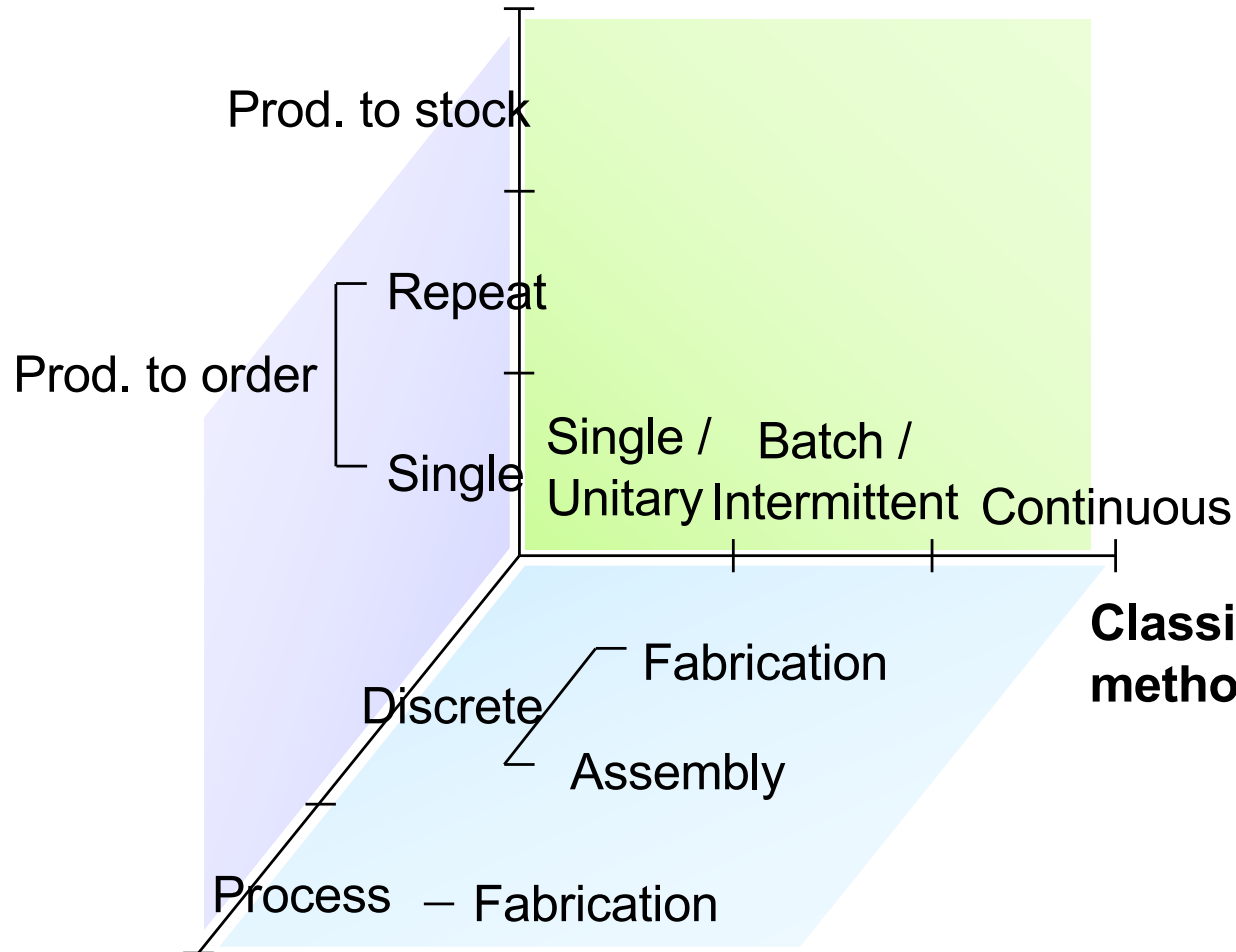 Prod. to stock
Repeat
Prod. to order
Single
Single /
Unitary
Batch /
Intermittent
Continuous
Fabrication
Discrete
Assembly
Process
Fabrication